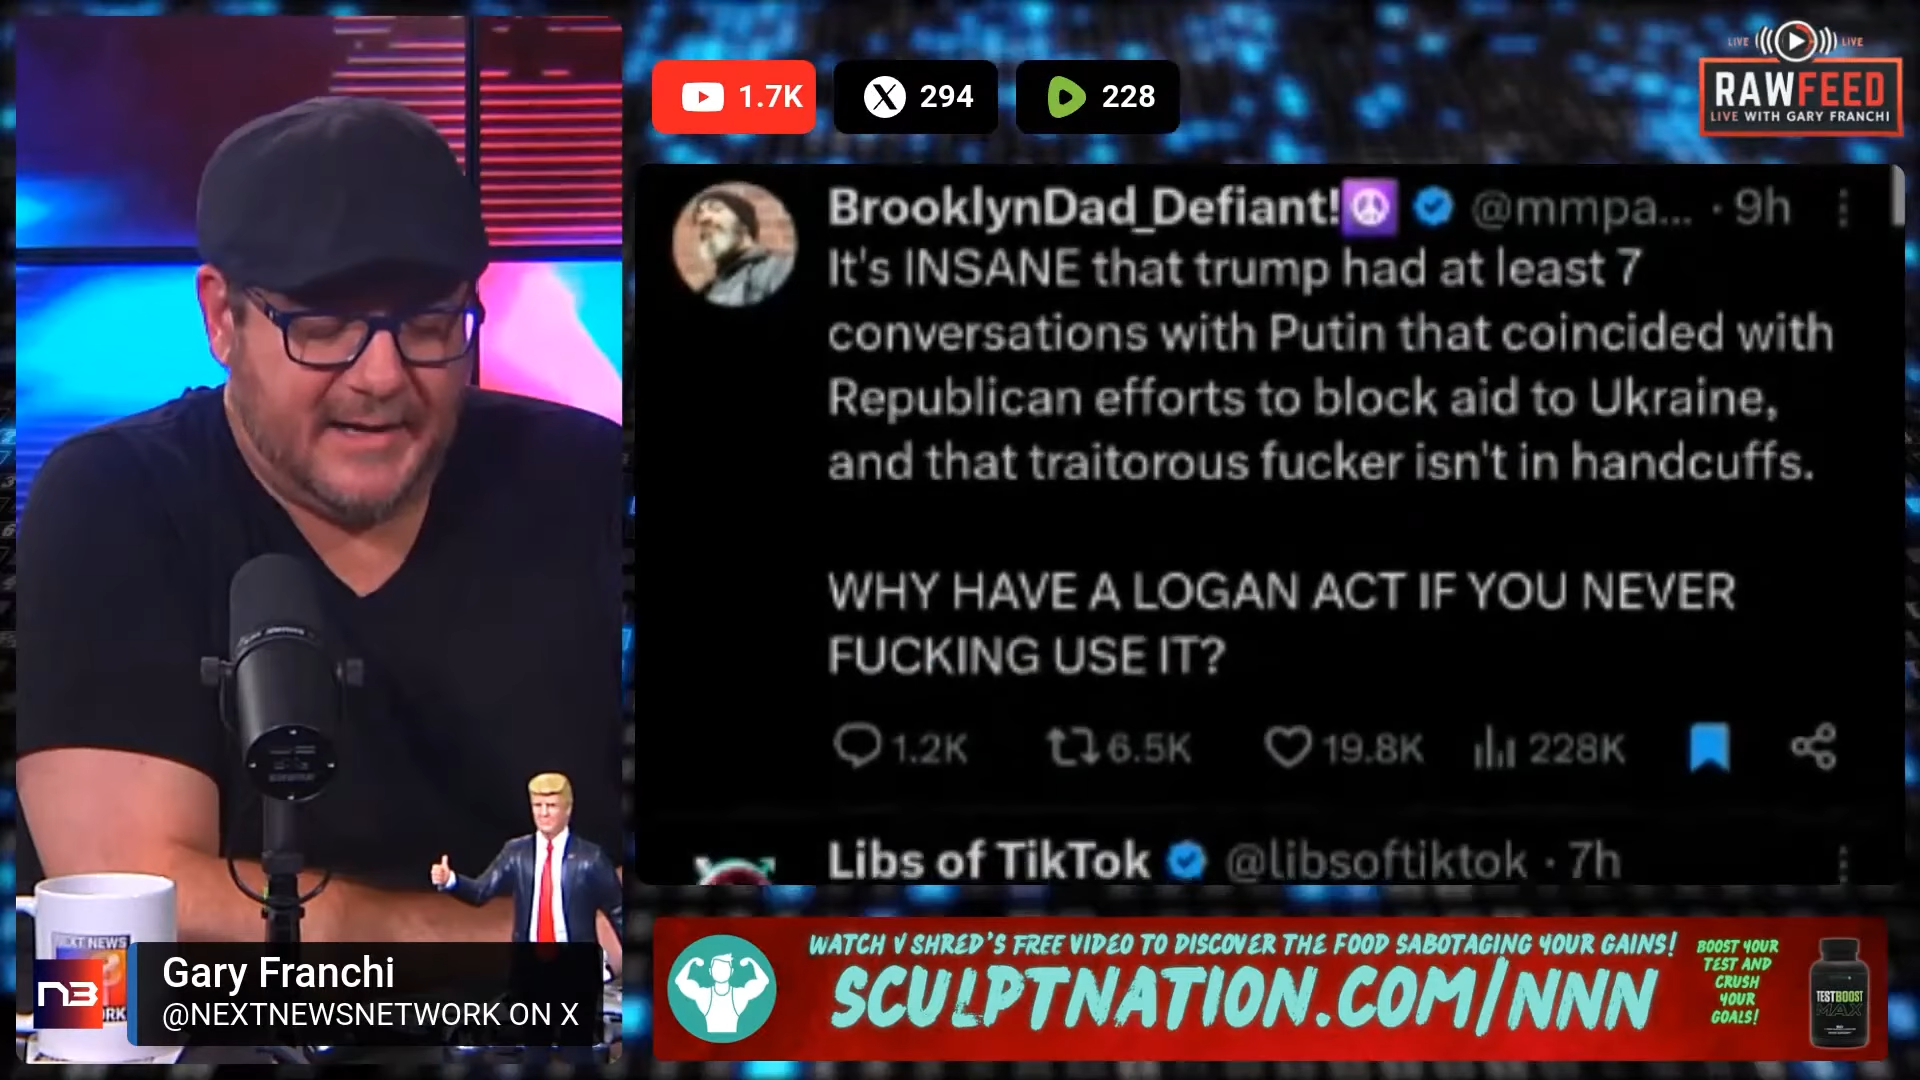 LIVE LIVE
RAWFEED
LIVE WITH GARY FRANCHI
1.7K
294
228
BrooklynDad_Defiant! @mmpa... · 9h
It's INSANE that trump had at least 7
conversations with Putin that coincided with
Republican efforts to block aid to Ukraine,
and that traitorous fucker isn't in handcuffs.
WHY HAVE A LOGAN ACT IF YOU NEVER
FUCKING USE IT?
1.2K 6.5K 19.8K 228K
Libs of TikTok @libsoftiktok · 7h
NEXT NEWS
n3
Gary Franchi
@NEXTNEWSNETWORK ON X
WATCH V SHRED'S FREE VIDEO TO DISCOVER THE FOOD SABOTAGING YOUR GAINS!
SCULPTNATION.COM/NNN
BOOST YOUR
TEST AND
CRUSH
YOUR
GOALS!
TESTBOOST
MAX